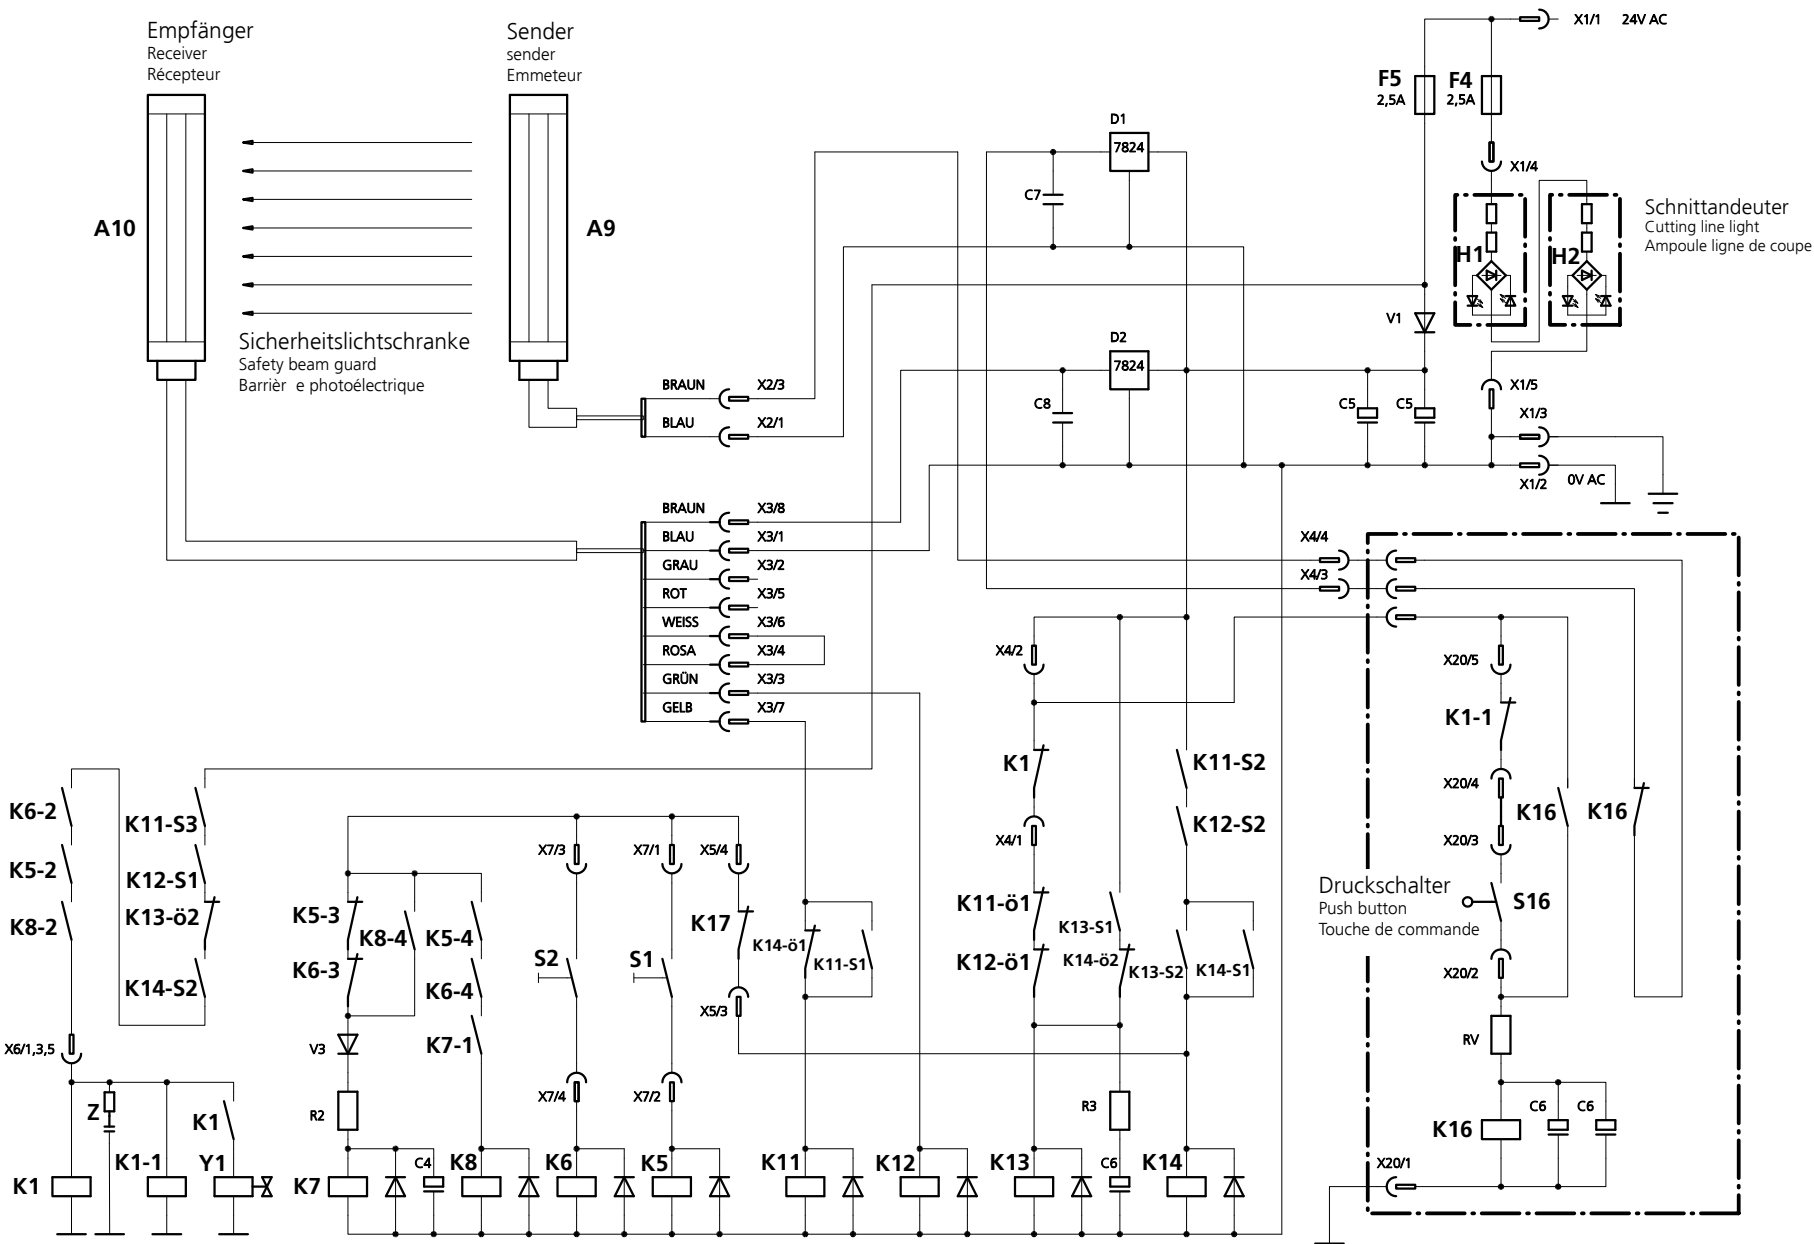 Empfänger
Receiver
Récepteur
Sender
sender
Emmeteur
X1/1 24V AC
F5
2,5A
F4
2,5A
D1
7824
X1/4
C7
A10
A9
H1
H2
Schnittandeuter
Cutting line light
Ampoule ligne de coupe
Sicherheitslichtschranke
Safety beam guard
Barrièr e photoélectrique
V1
D2
7824
BRAUN X2/3
BLAU X2/1
C8
C5
C5
X1/5
X1/3
X1/2
0V AC
BRAUN X3/8
BLAU X3/1
GRAU X3/2
ROT X3/5
WEISS X3/6
ROSA X3/4
GRÜN X3/3
GELB X3/7
X4/4
X4/3
X4/2
X20/5
K1-1
K1
K11-S2
X20/4
K6-2
K11-S3
K12-S2
K16
K16
X4/1
X20/3
X7/3
X7/1
X5/4
K5-2
K12-S1
Druckschalter
Push button
Touche de commande
S16
K8-2
K13-ö2
K5-3
K8-4
K5-4
K17
K14-ö1
K11-S1
K11-ö1
K13-S1
K12-ö1
K14-ö2
K13-S2
K14-S1
K14-S2
K6-3
K6-4
S2
S1
X20/2
X5/3
X6/1,3,5
V3
K7-1
RV
X7/4
X7/2
Z
K1
R2
R3
C6
C6
K16
K1
K1-1
Y1
K7
C4
K8
K6
K5
K11
K12
K13
C6
K14
X20/1